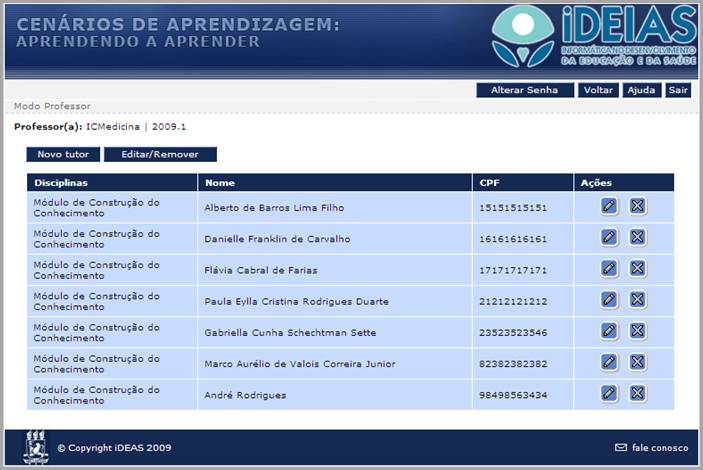 CENÁRIOS DE APRENDIZAGEM:
APRENDENDO A APRENDER
iDEIAS
INFORMÁTICA NO DESENVOLVIMENTO
DA EDUCAÇÃO E DA SAÚDE
Alterar Senha Voltar Ajuda Sair
Modo Professor
Professor(a): ICMedicina | 2009.1
Novo tutor Editar/Remover
Disciplinas Nome CPF Ações
Módulo de Construção do
Conhecimento Alberto de Barros Lima Filho 15151515151
Módulo de Construção do
Conhecimento Danielle Franklin de Carvalho 16161616161
Módulo de Construção do
Conhecimento Flávia Cabral de Farias 17171717171
Módulo de Construção do
Conhecimento Paula Eylla Cristina Rodrigues Duarte 21212121212
Módulo de Construção do
Conhecimento Gabriella Cunha Schechtman Sette 23523523546
Módulo de Construção do
Conhecimento Marco Aurélio de Valois Correira Junior 82382382382
Módulo de Construção do
Conhecimento André Rodrigues 98498563434
© Copyright iDEAS 2009 fale conosco